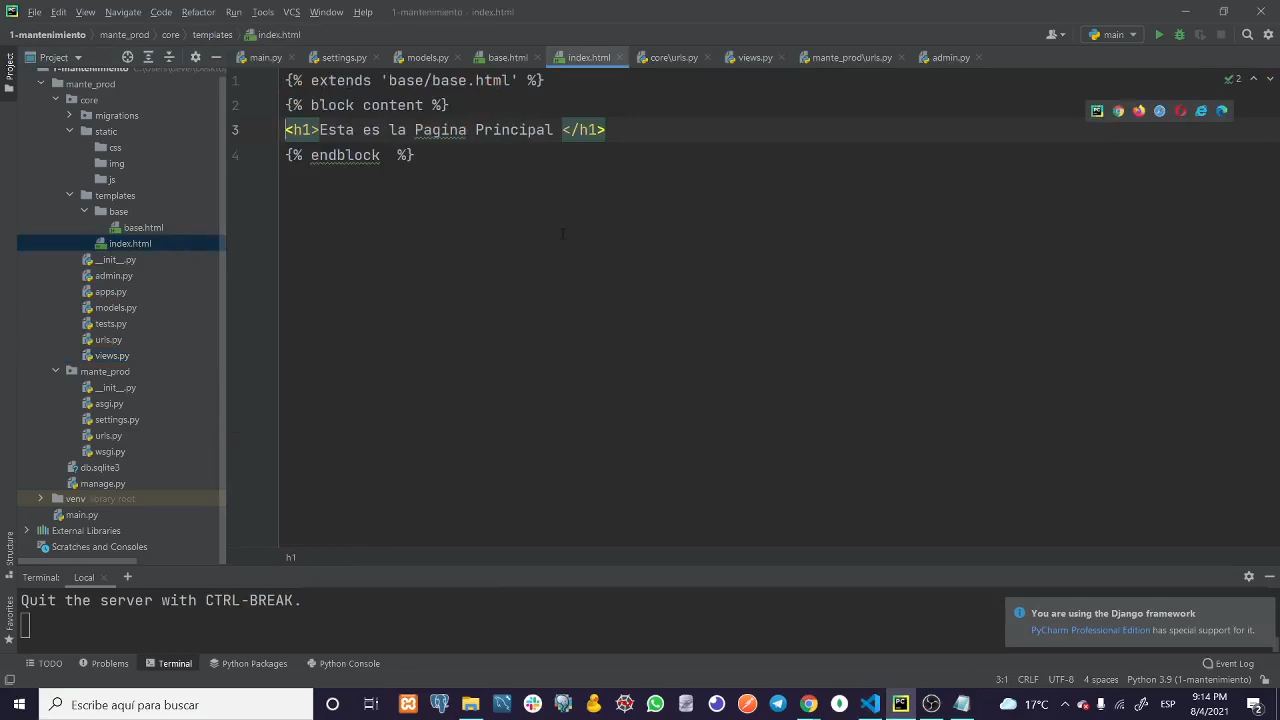 File Edit View Navigate Code Refactor Run Tools VCS Window Help 1-mantenimiento - index.html
1-mantenimiento mante_prod core templates index.html main
Project main.py settings.py models.py base.html index.html core\urls.py views.py mante_prod\urls.py admin.py
Project
Structure
Favorites
mante_prod
core
migrations
static
css
img
js
templates
base
base.html
index.html
__init__.py
admin.py
apps.py
models.py
tests.py
urls.py
views.py
mante_prod
__init__.py
asgi.py
settings.py
urls.py
wsgi.py
db.sqlite3
manage.py
venv library root
main.py
External Libraries
Scratches and Consoles
1 {% extends 'base/base.html' %}
2 {% block content %}
3 <h1>Esta es la Pagina Principal </h1>
4 {% endblock  %}
2
h1
Terminal: Local
Quit the server with CTRL-BREAK.
You are using the Django framework
PyCharm Professional Edition has special support for it.
TODO Problems Terminal Python Packages Python Console Event Log
3:1 CRLF UTF-8 4 spaces Python 3.9 (1-mantenimiento)
Escribe aquí para buscar
17°C ESP 9:14 PM
8/4/2021